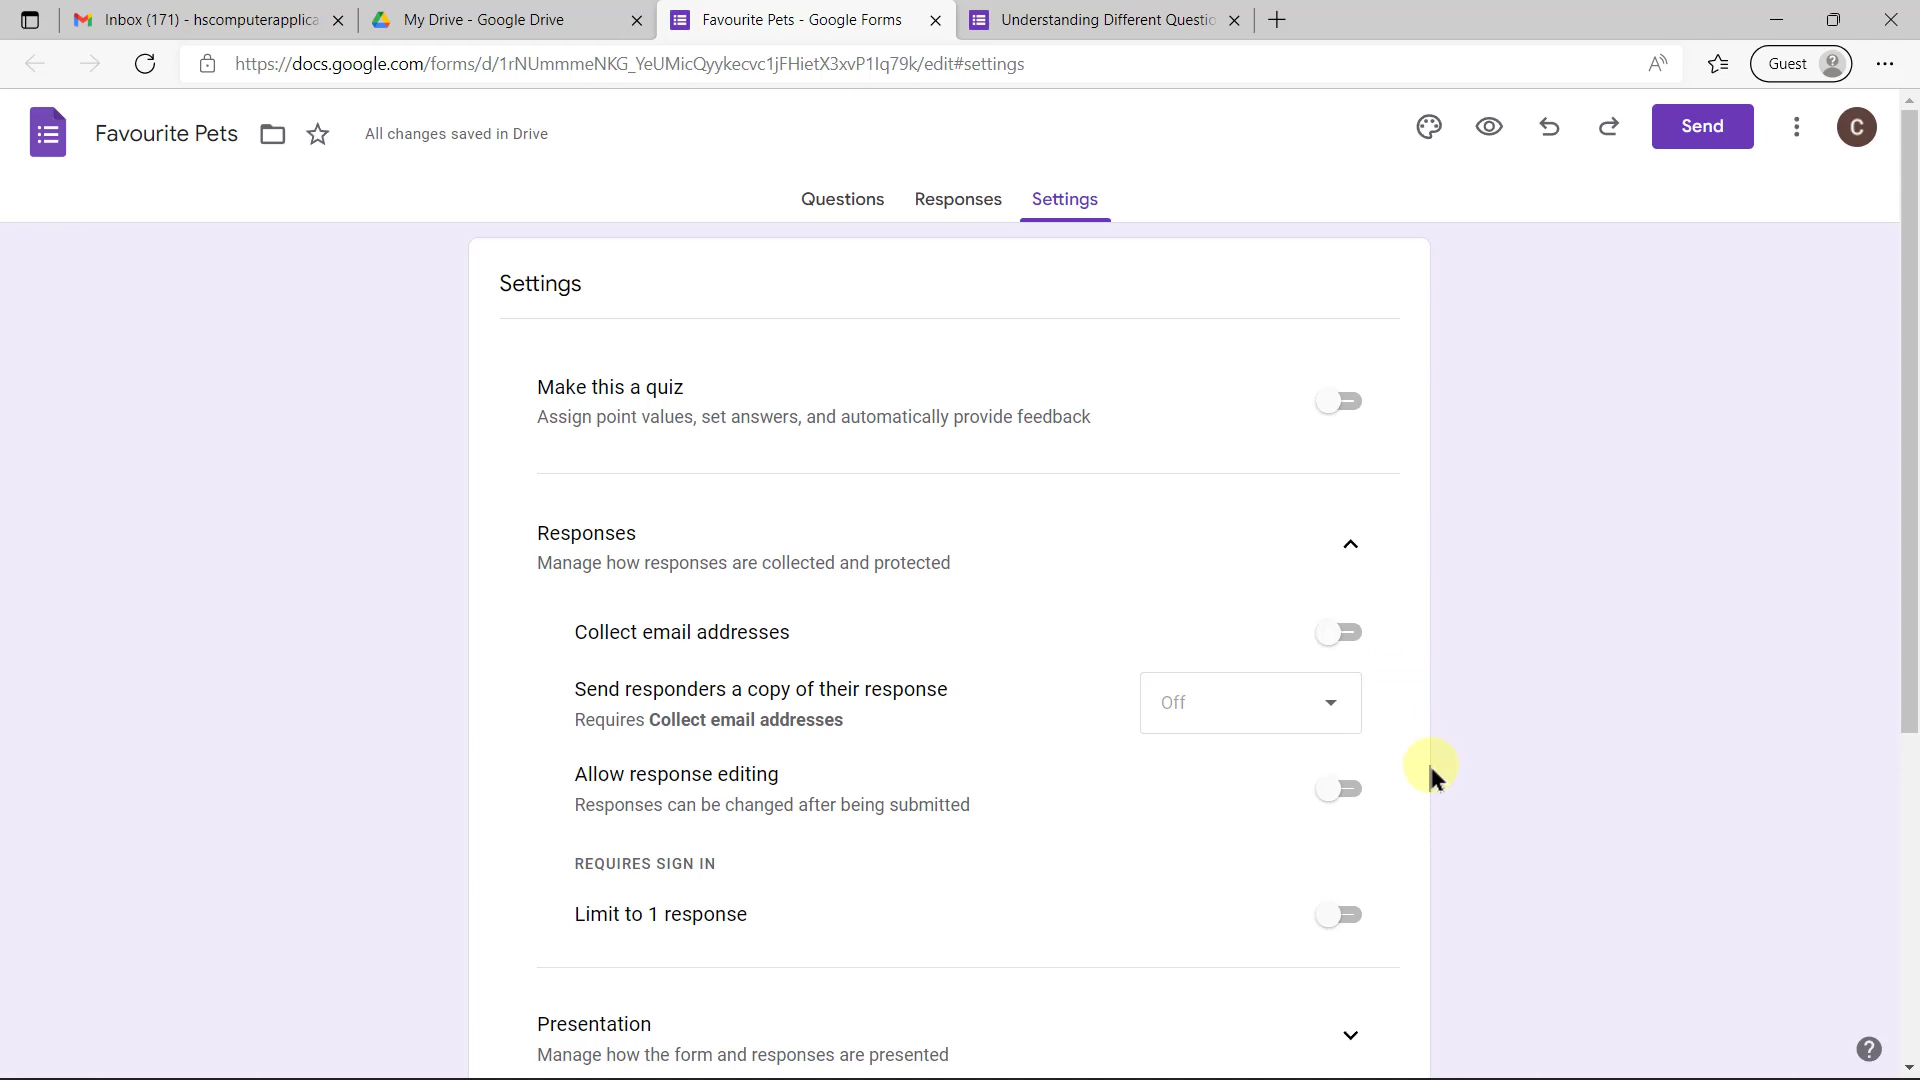 Inbox (171) - hscomputerapplica
My Drive - Google Drive
Favourite Pets - Google Forms
Understanding Different Questio
https://docs.google.com/forms/d/1rNUmmmeNKG_YeUMicQyykecvc1jFHietX3xvP1Iq79k/edit#settings
Guest
Favourite Pets
All changes saved in Drive
Send
C
Questions
Responses
Settings
Settings
Make this a quiz
Assign point values, set answers, and automatically provide feedback
Responses
Manage how responses are collected and protected
Collect email addresses
Send responders a copy of their response
Requires Collect email addresses
Off
Allow response editing
Responses can be changed after being submitted
REQUIRES SIGN IN
Limit to 1 response
Presentation
Manage how the form and responses are presented